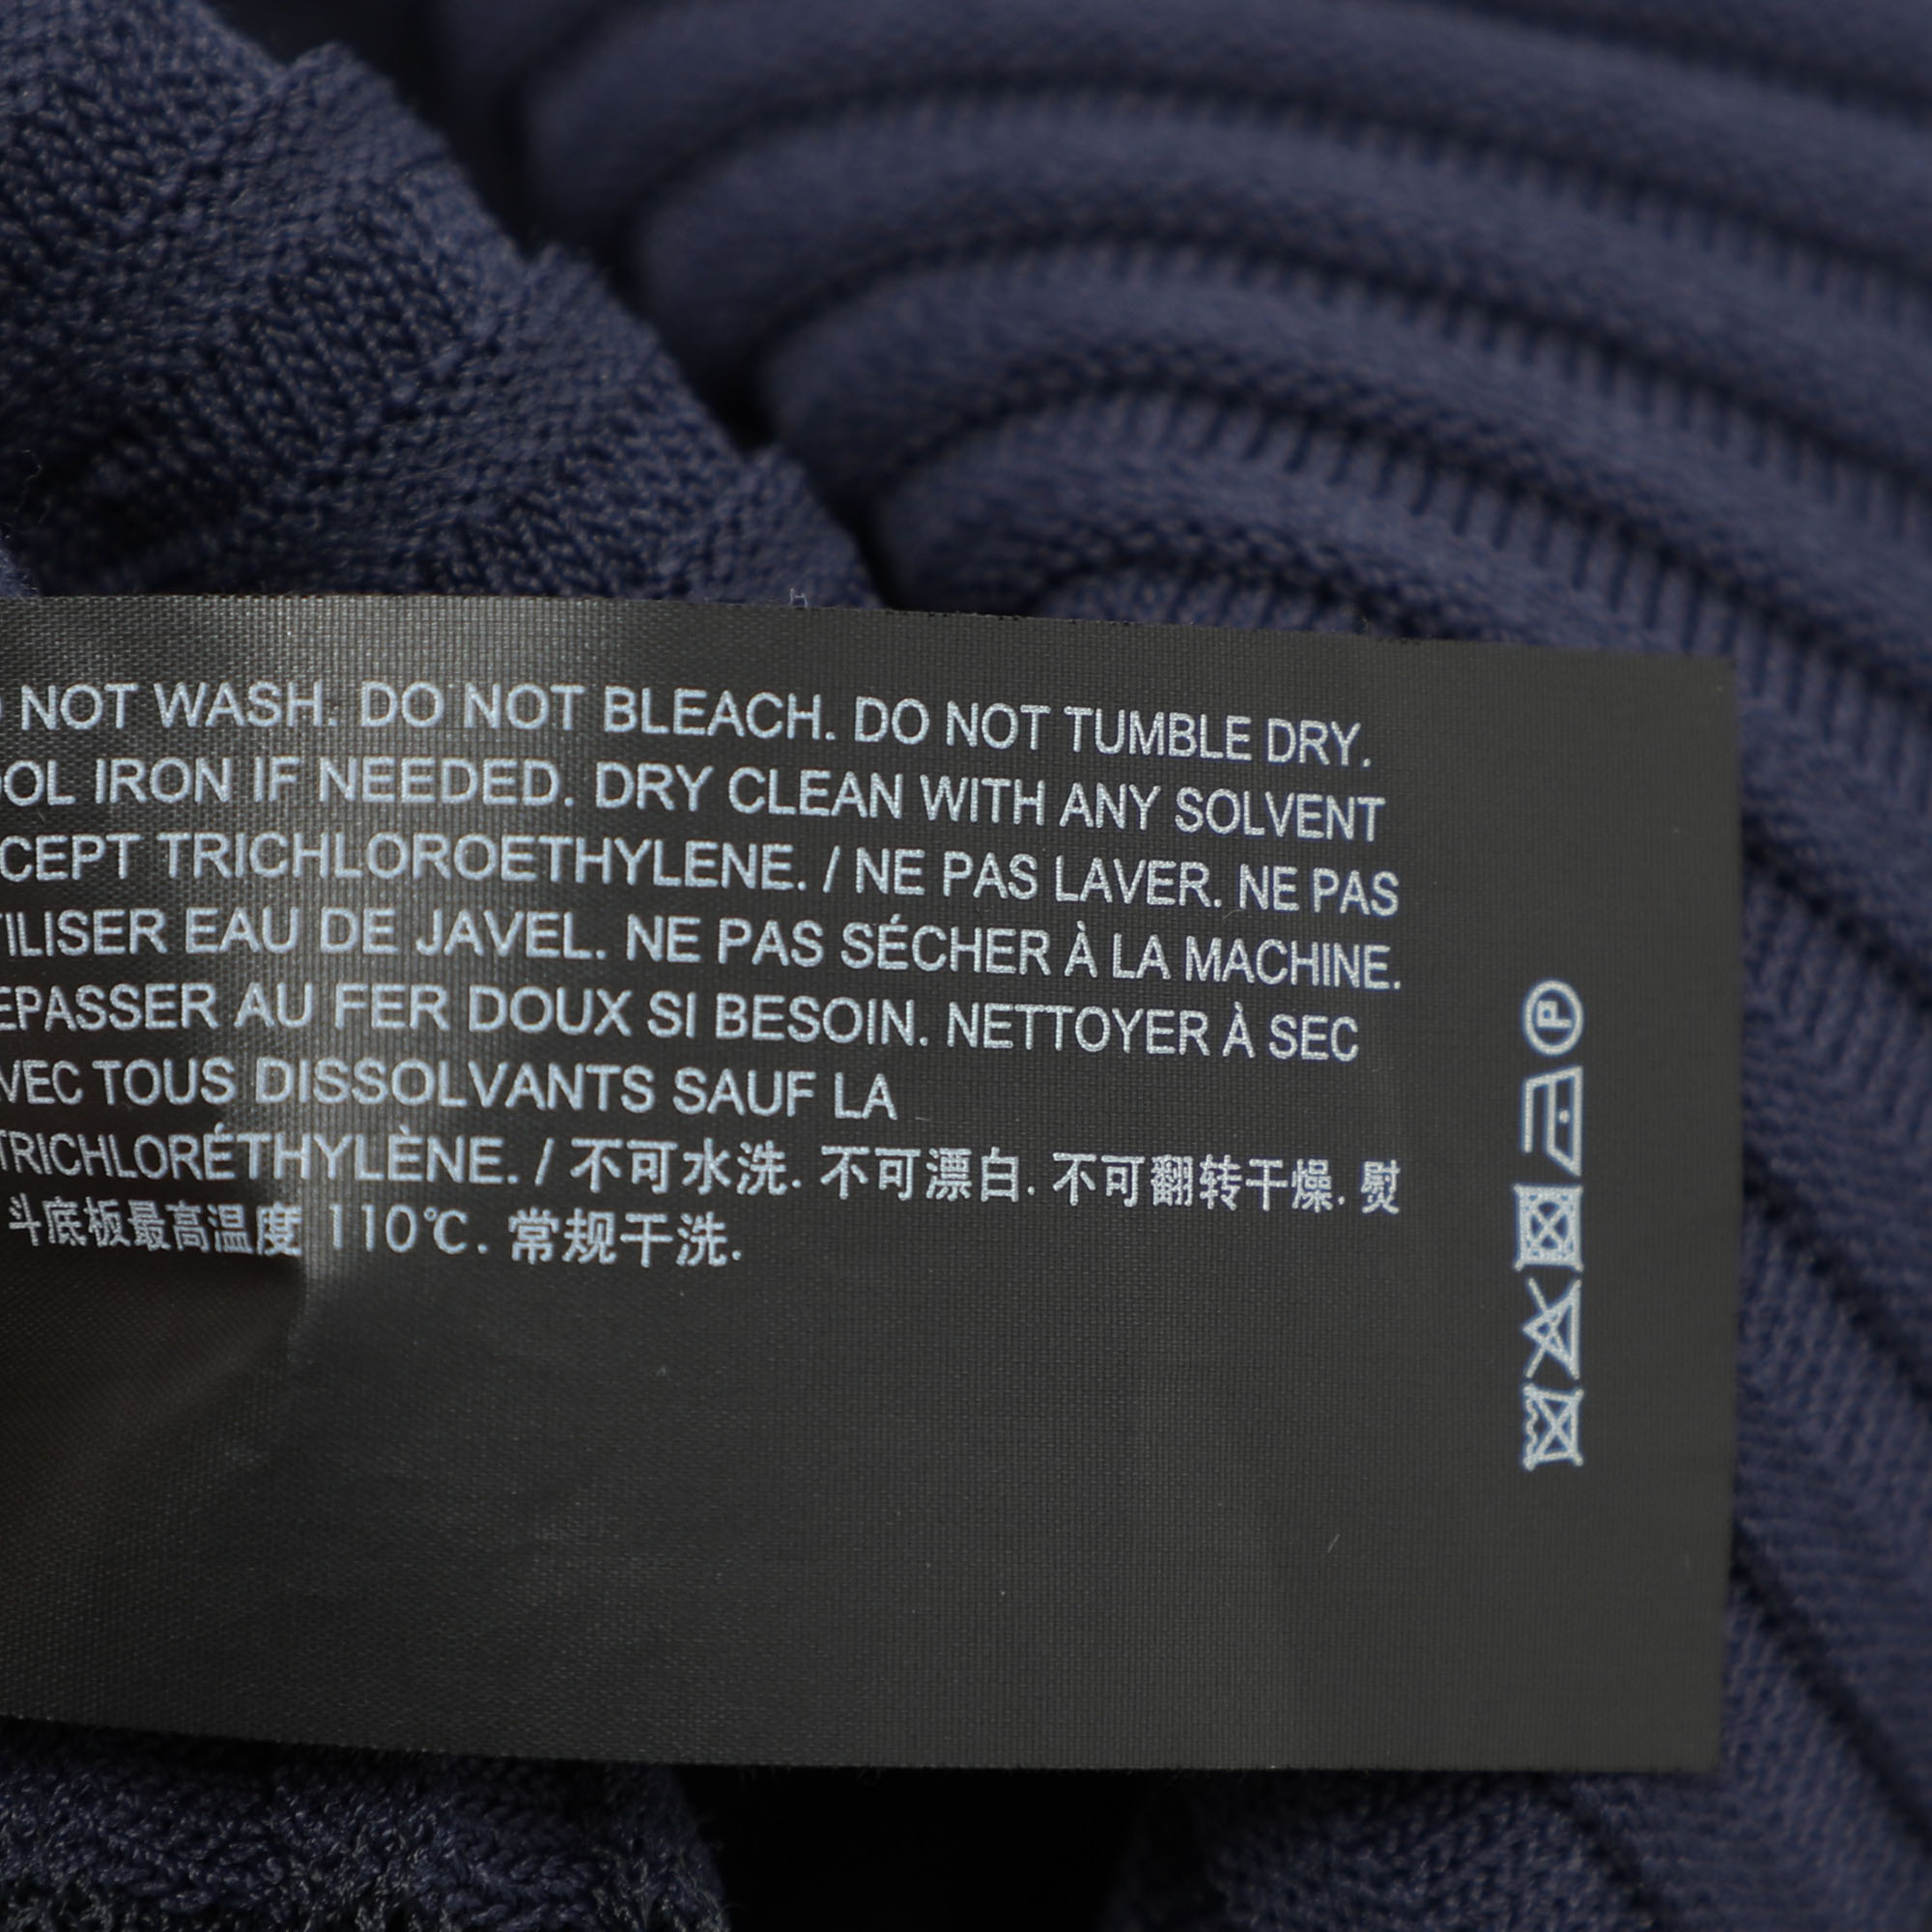 NOT WASH. DO NOT BLEACH. DO NOT TUMBLE DRY.
OOL IRON IF NEEDED. DRY CLEAN WITH ANY SOLVENT
CEPT TRICHLOROETHYLENE. / NE PAS LAVER. NE PAS
TILISER EAU DE JAVEL. NE PAS SÉCHER À LA MACHINE.
EPASSER AU FER DOUX SI BESOIN. NETTOYER À SEC
VEC TOUS DISSOLVANTS SAUF LA
TRICHLORÉTHYLÈNE. / 不可水洗. 不可漂白. 不可翻转干燥. 熨
斗底板最高温度 110℃. 常规干洗.
P